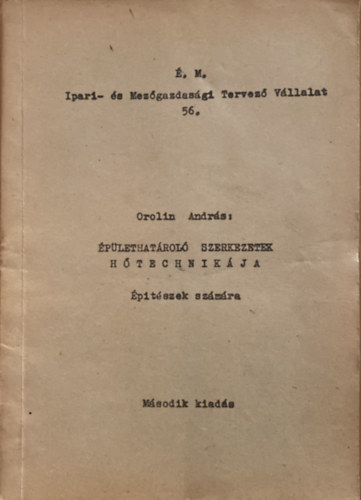 É. M.
Ipari- és Mezőgazdasági Tervező Vállalat
56.
Orolin András:
ÉPÜLETHATÁROLÓ SZERKEZETEK
HŐTECHNIKÁJA
Építészek számára
Második kiadás